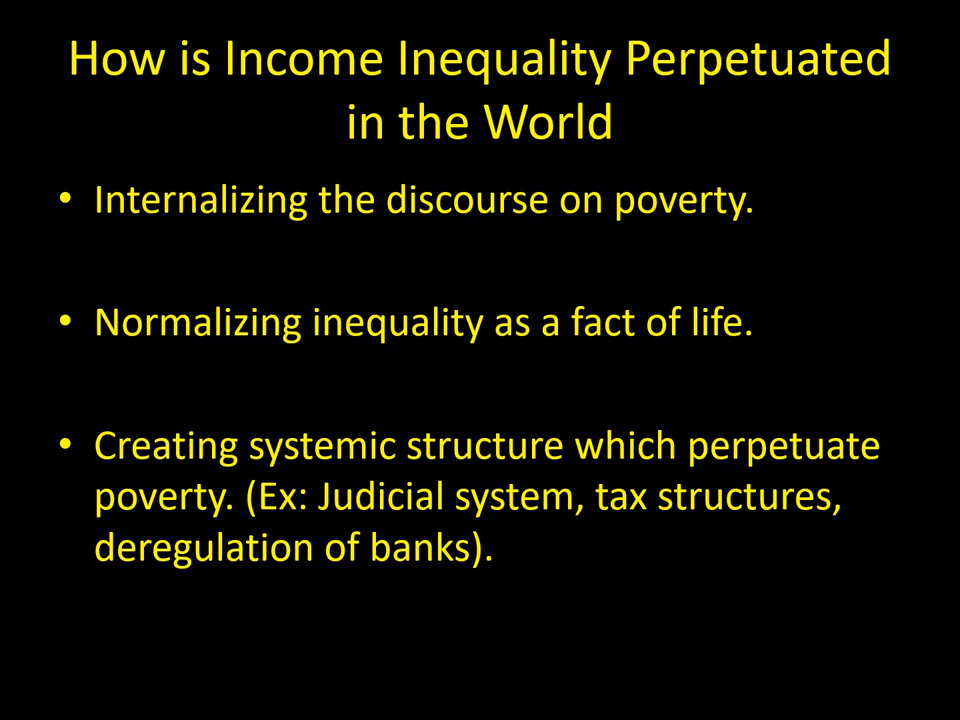 How is Income Inequality Perpetuated
in the World
• Internalizing the discourse on poverty.
• Normalizing inequality as a fact of life.
• Creating systemic structure which perpetuate
poverty. (Ex: Judicial system, tax structures,
deregulation of banks).